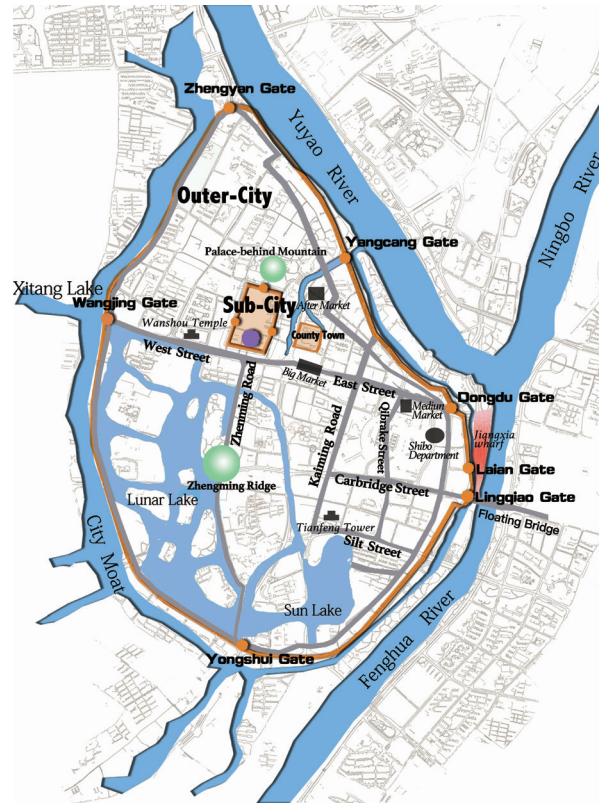 Zhengyan Gate
Yuyao River
Ningbo River
Outer-City
Yangcang Gate
Palace-behind Mountain
Xitang Lake
Wangjing Gate
Sub-City
After Market
Wanshou Temple
County Town
West Street
Big Market
East Street
Dongdu Gate
Zhenming Road
Qihrake Street
Mediun
Market
Jiangxia
wharf
Kaiming Road
Shibo
Department
Laian Gate
Zhengming Ridge
Carbridge Street
Lingqiao Gate
Lunar Lake
Floating Bridge
Tianfeng Tower
Silt Street
City Moat
Sun Lake
Fenghua River
Yongshui Gate